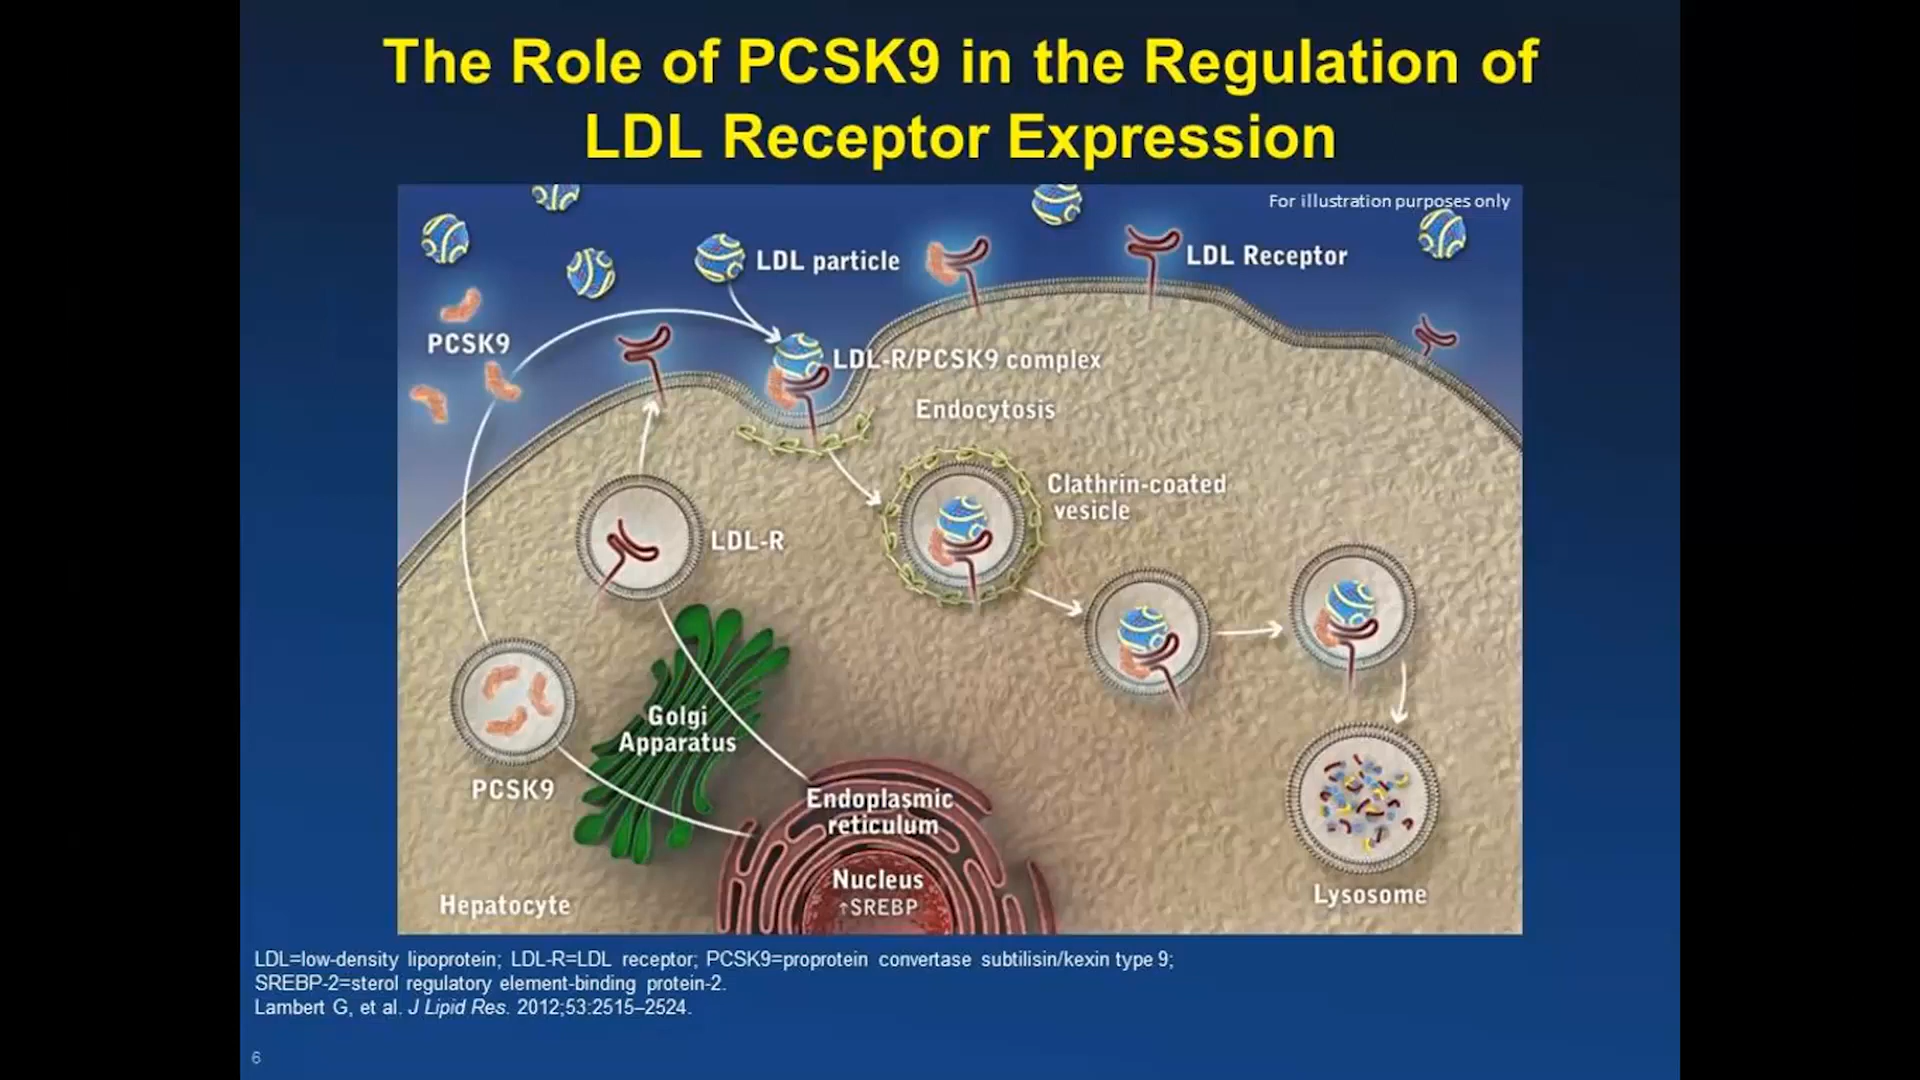 The Role of PCSK9 in the Regulation of
LDL Receptor Expression
For illustration purposes only
LDL particle
LDL Receptor
PCSK9
LDL-R/PCSK9 complex
Endocytosis
Clathrin-coated
vesicle
LDL-R
Golgi
Apparatus
PCSK9
Endoplasmic
reticulum
Nucleus
↑SREBP
Lysosome
Hepatocyte
LDL=low-density lipoprotein; LDL-R=LDL receptor; PCSK9=proprotein convertase subtilisin/kexin type 9;
SREBP-2=sterol regulatory element-binding protein-2.
Lambert G, et al. J Lipid Res. 2012;53:2515–2524.
6